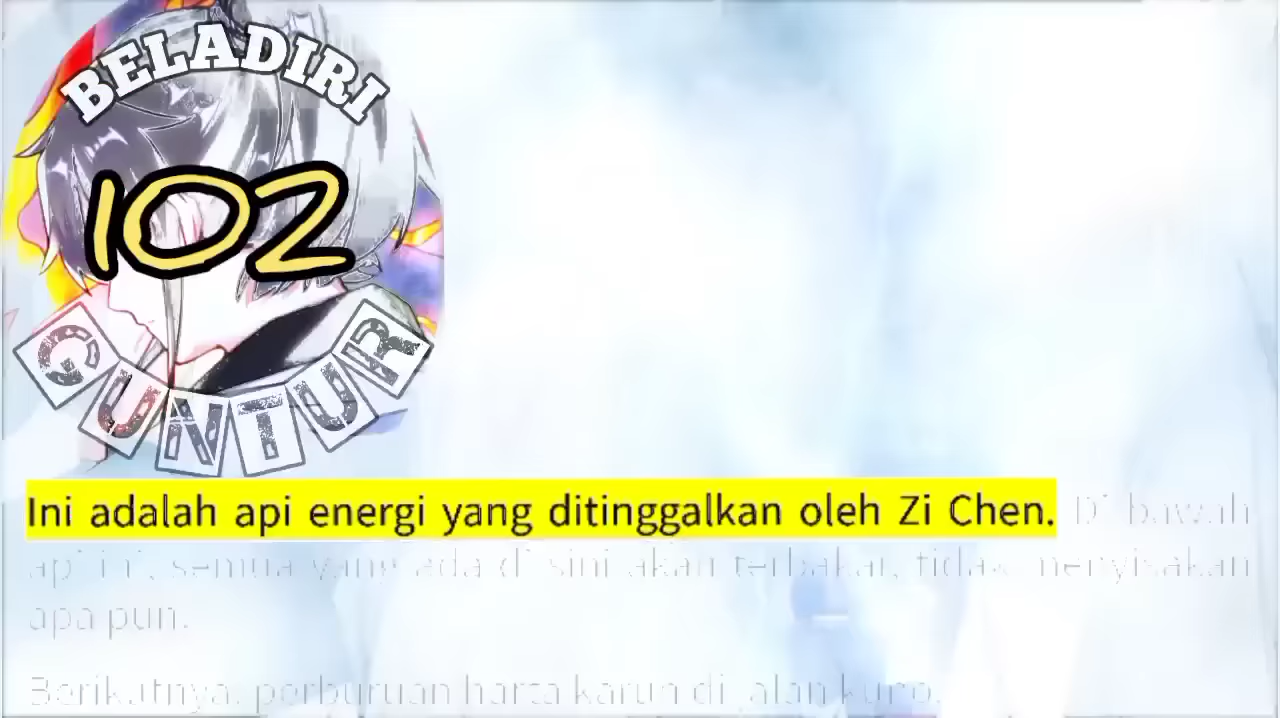 BELADIRI
102
GUNTUR
Ini adalah api energi yang ditinggalkan oleh Zi Chen. Di bawah
api ini, semua yang ada di sini akan terbakar, tidak menyisakan
apa pun.
Berikutnya, perburuan harta karun di jalan kuno.